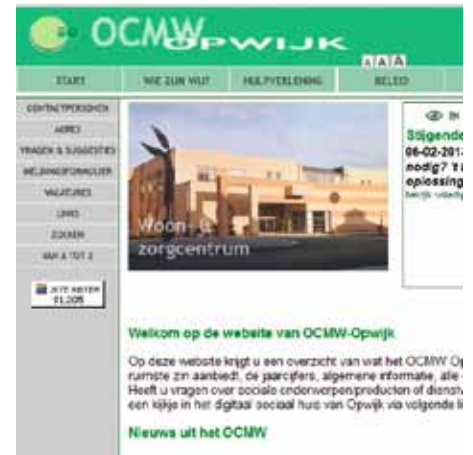 OCMW
OPWIJK
A A A
START WIE ZIJN WIJ? HULPVERLENING BELEID
CONTACTPERSONEN
ADRES
VRAGEN & SUGGESTIES
MELDINGSFORMULIER
VACATURES
LINKS
ZOEKEN
VAN A TOT Z
IN
Stijgende
06-02-201
nodig? 't
oplossing
Woon- &
zorgcentrum
Welkom op de website van OCMW-Opwijk
Op deze website krijgt u een overzicht van wat het OCMW Op
ruimste zin aanbiedt, de jaarcijfers, algemene informatie, alle
Heeft u vragen over sociale onderwerpen/producten of dienstv
een kijkje in het digitaal sociaal huis van Opwijk via volgende li
Nieuws uit het OCMW